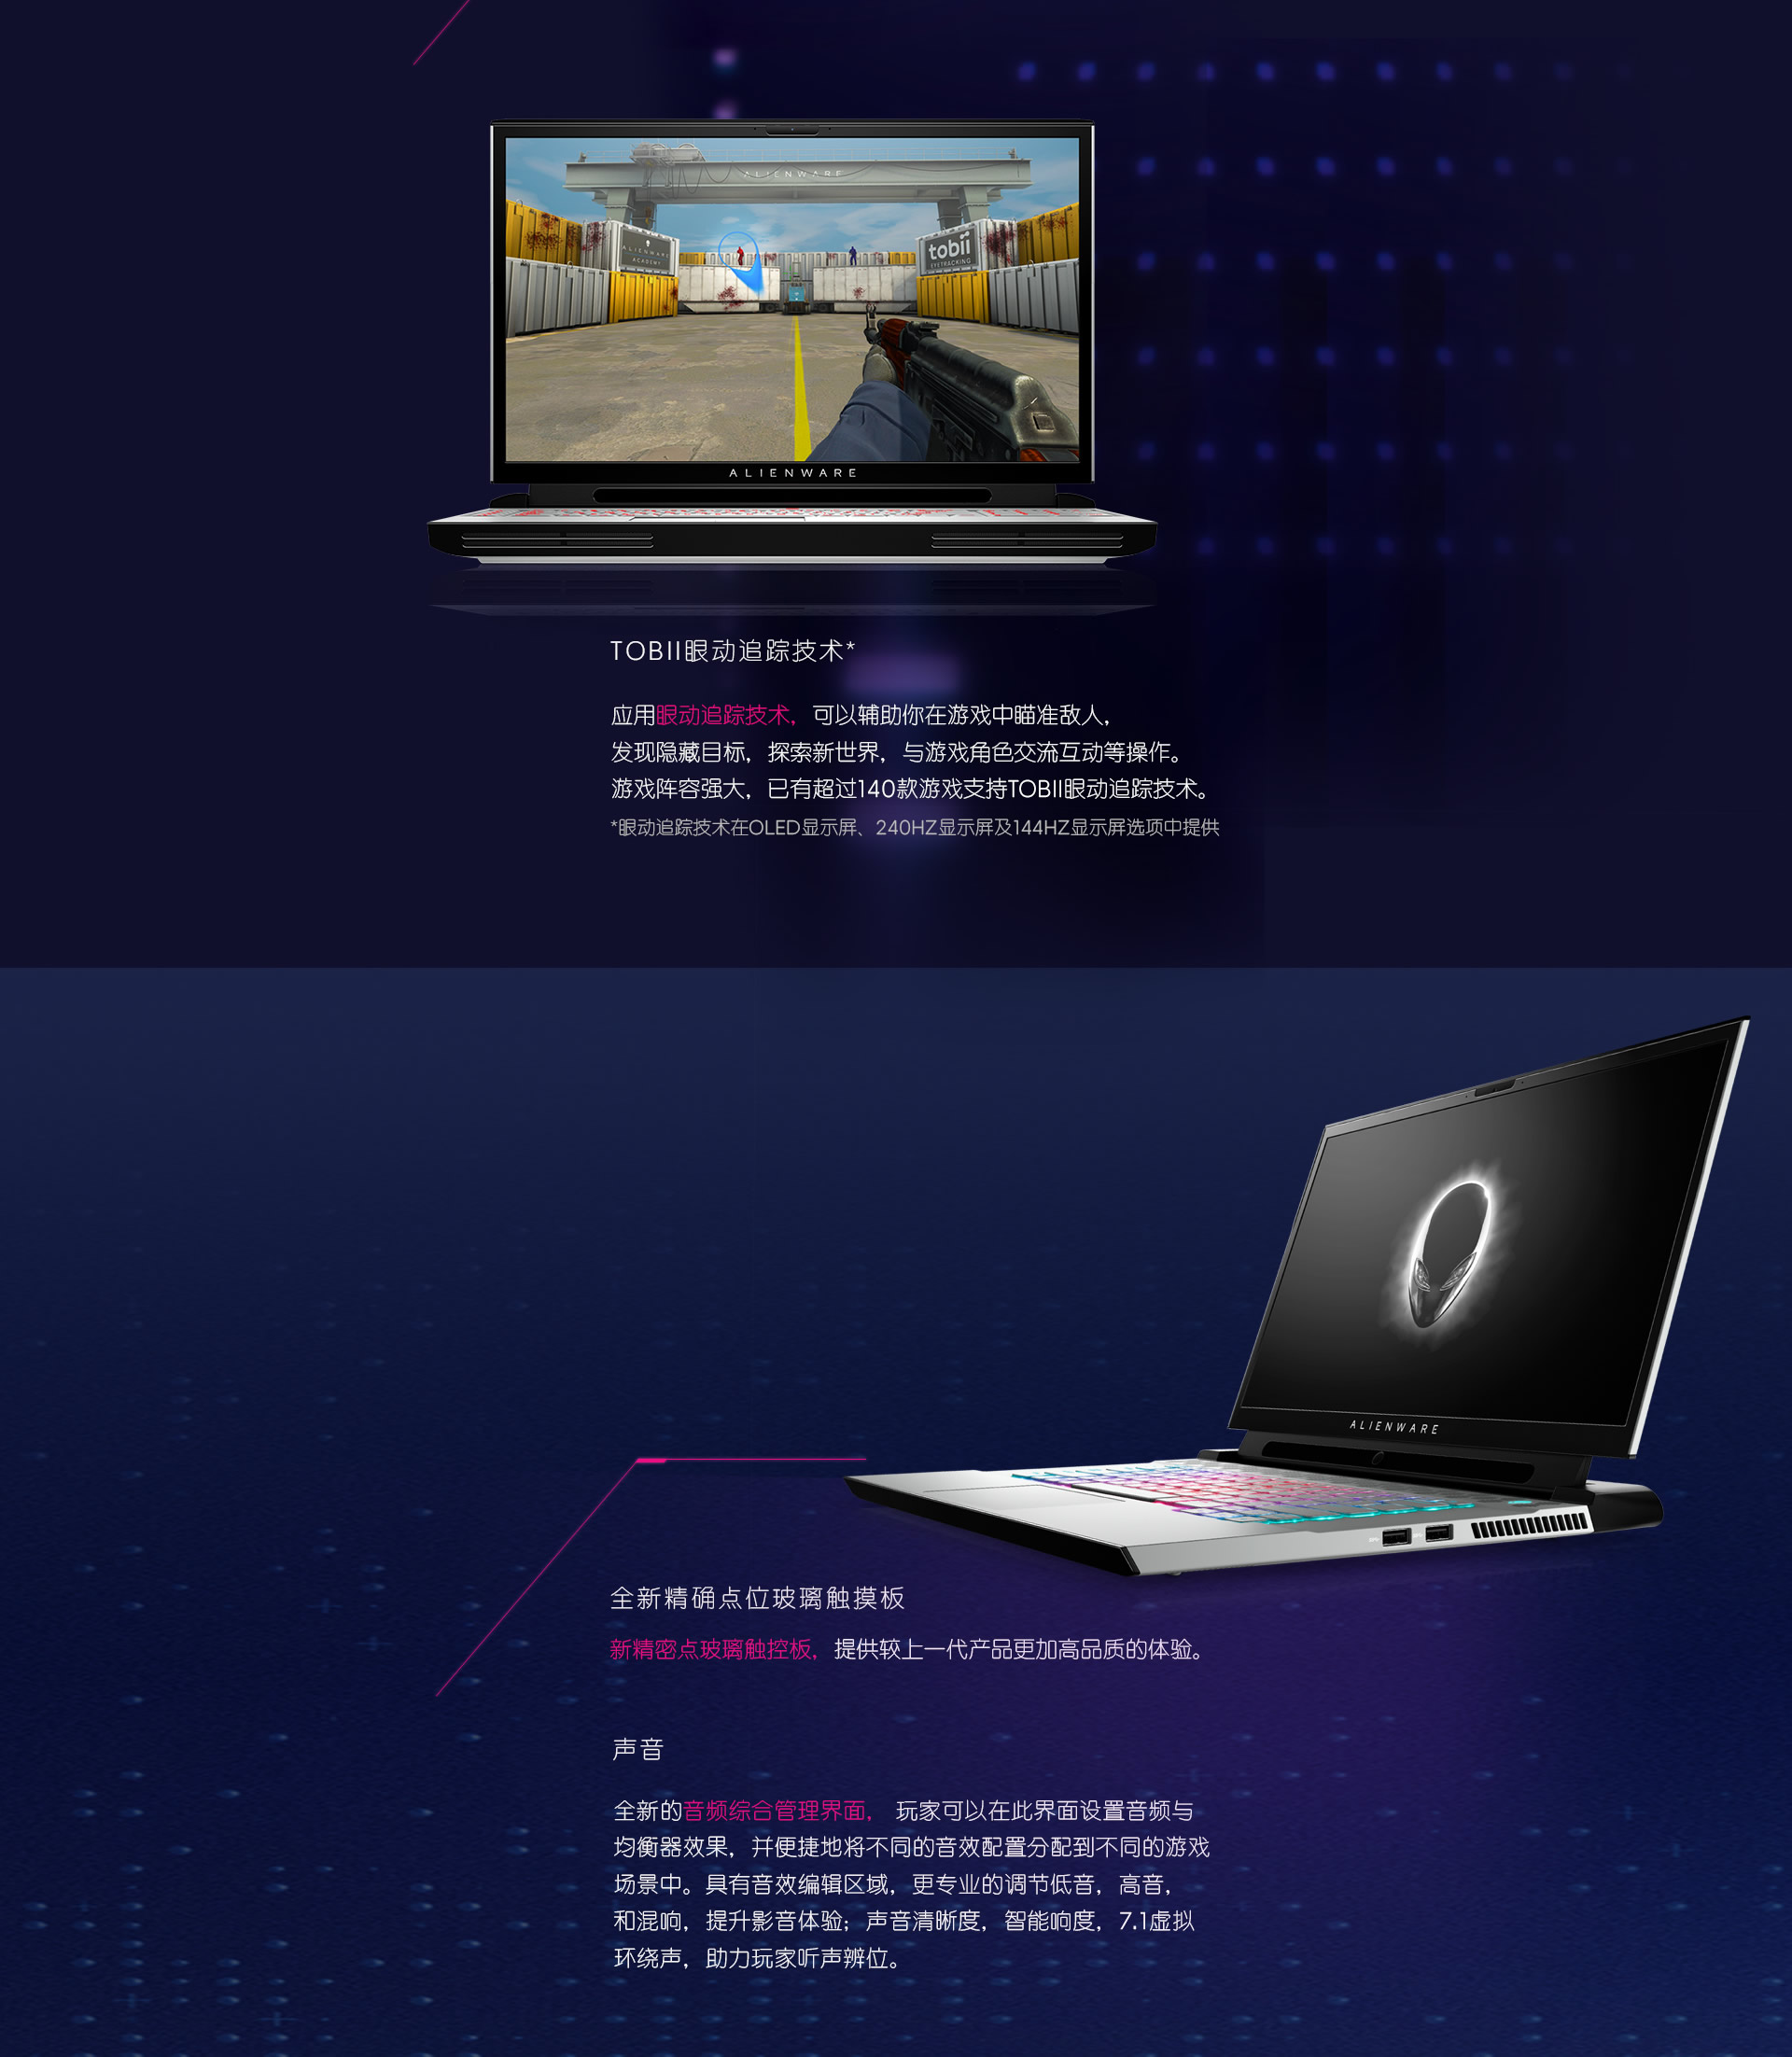 ALIENWARE
ALIENWARE
ACADEMY
tobii
EYETRACKING
ALIENWARE
TOBII眼动追踪技术*
应用眼动追踪技术，可以辅助你在游戏中瞄准敌人，
发现隐藏目标，探索新世界，与游戏角色交流互动等操作。
游戏阵容强大，已有超过140款游戏支持TOBII眼动追踪技术。
*眼动追踪技术在OLED显示屏、240HZ显示屏及144HZ显示屏选项中提供
ALIENWARE
全新精确点位玻璃触摸板
新精密点玻璃触控板，提供较上一代产品更加高品质的体验。
声音
全新的音频综合管理界面， 玩家可以在此界面设置音频与
均衡器效果，并便捷地将不同的音效配置分配到不同的游戏
场景中。具有音效编辑区域，更专业的调节低音，高音，
和混响，提升影音体验；声音清晰度，智能响度，7.1虚拟
环绕声，助力玩家听声辨位。